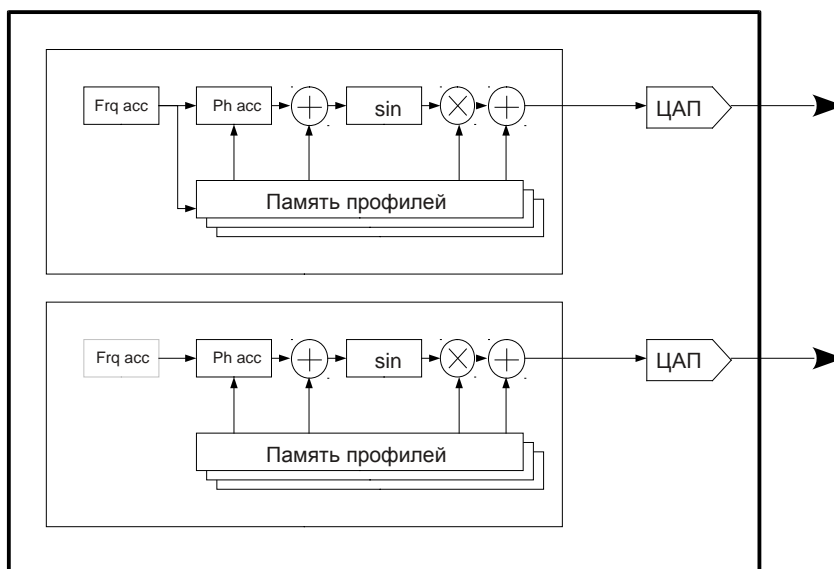 Frq acc
Ph acc
sin
ЦАП
Память профилей
Frq acc
Ph acc
sin
ЦАП
Память профилей